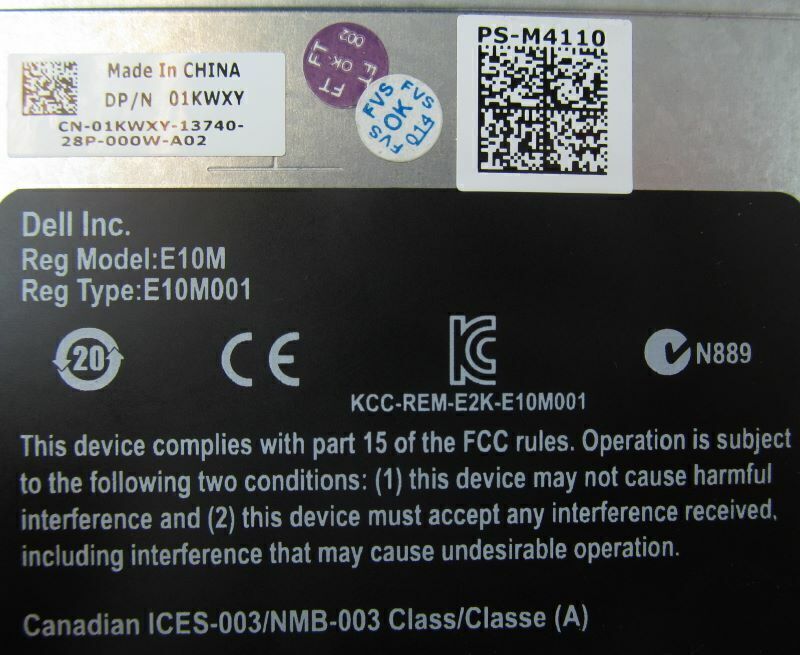 Made In CHINA
DP/N 01KWXY
CN-01KWXY-13740-
28P-000W-A02
FT
FT
002
OK
FT
FVS
FVS
OK
FVS
014
PS-M4110
Dell Inc.
Reg Model:E10M
Reg Type:E10M001
20
CE
KC
N889
KCC-REM-E2K-E10M001
This device complies with part 15 of the FCC rules. Operation is subject
to the following two conditions: (1) this device may not cause harmful
interference and (2) this device must accept any interference received,
including interference that may cause undesirable operation.
Canadian ICES-003/NMB-003 Class/Classe (A)